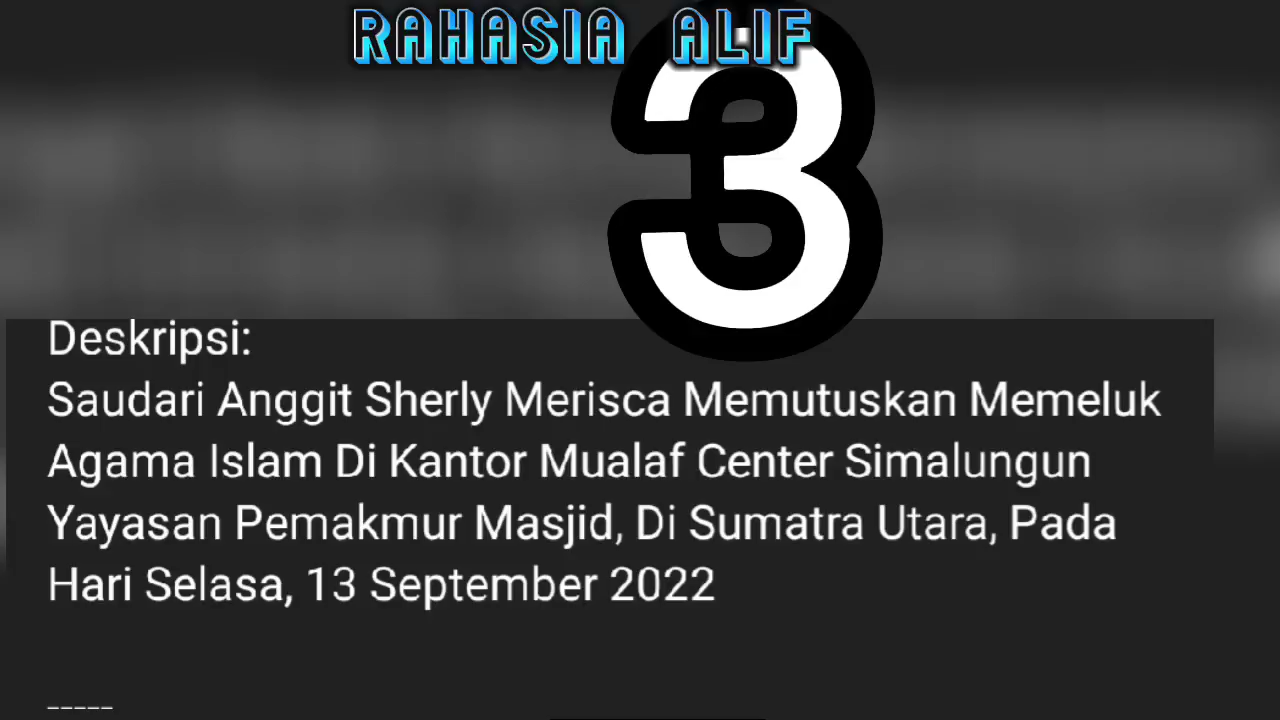 RAHASIA ALIF
3
Deskripsi:
Saudari Anggit Sherly Merisca Memutuskan Memeluk
Agama Islam Di Kantor Mualaf Center Simalungun
Yayasan Pemakmur Masjid, Di Sumatra Utara, Pada
Hari Selasa, 13 September 2022
-----